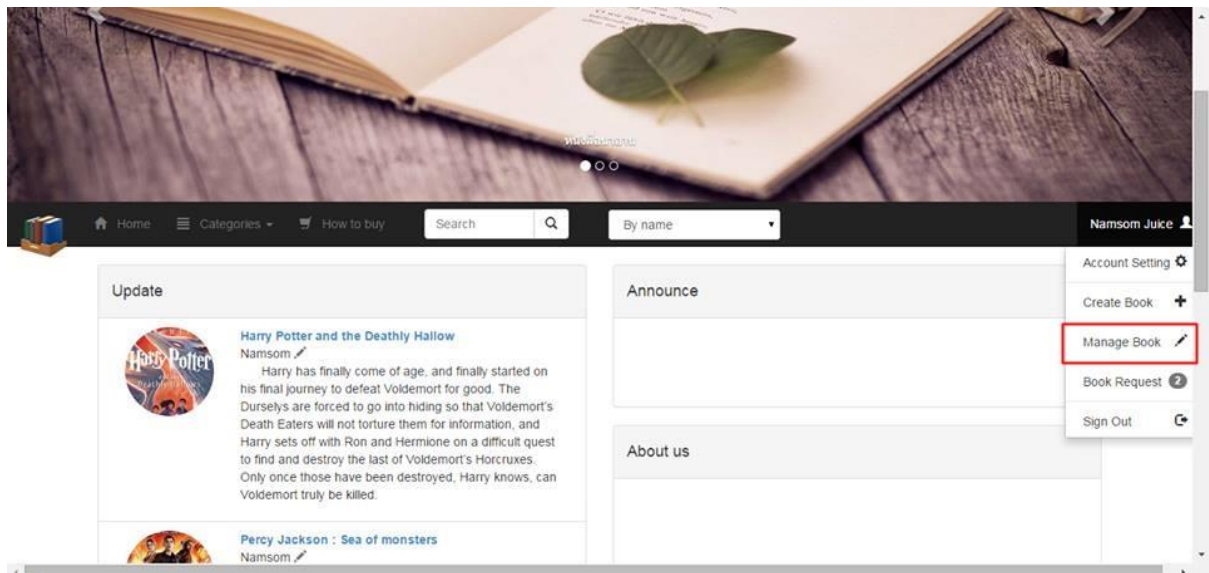 Home
Categories
How to buy
Search
By name
Namsom Juice
Account Setting
Create Book
Manage Book
Book Request 2
Sign Out
Update
Harry Potter and the Deathly Hallow
Namsom
Harry has finally come of age, and finally started on
his final journey to defeat Voldemort for good. The
Durselys are forced to go into hiding so that Voldemort's
Death Eaters will not torture them for information, and
Harry sets off with Ron and Hermione on a difficult quest
to find and destroy the last of Voldemort's Horcruxes.
Only once those have been destroyed, Harry knows, can
Voldemort truly be killed.
Percy Jackson : Sea of monsters
Namsom
Announce
About us
Harry Potter